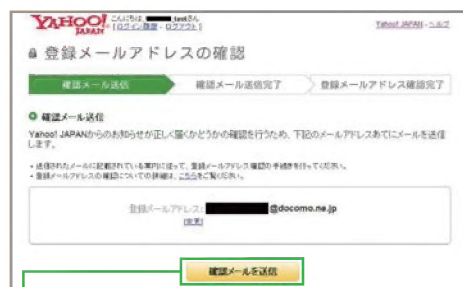 YAHOO! JAPAN こんにちは、 _testさん
[ログイン履歴 - ログアウト] Yahoo! JAPAN - ヘルプ
登録メールアドレスの確認
確認メール送信 確認メール送信完了 登録メールアドレス確認完了
確認メール送信
Yahoo! JAPANからのお知らせが正しく届くかどうかの確認を行うため、下記のメールアドレスあてにメールを送信
します。
・送信されたメールに記載されている案内に従って、登録メールアドレス確認の手続きを行ってください。
・登録メールアドレスの確認についての詳細は、こちらをご覧ください。
登録メールアドレス: @docomo.ne.jp
[変更]
確認メールを送信